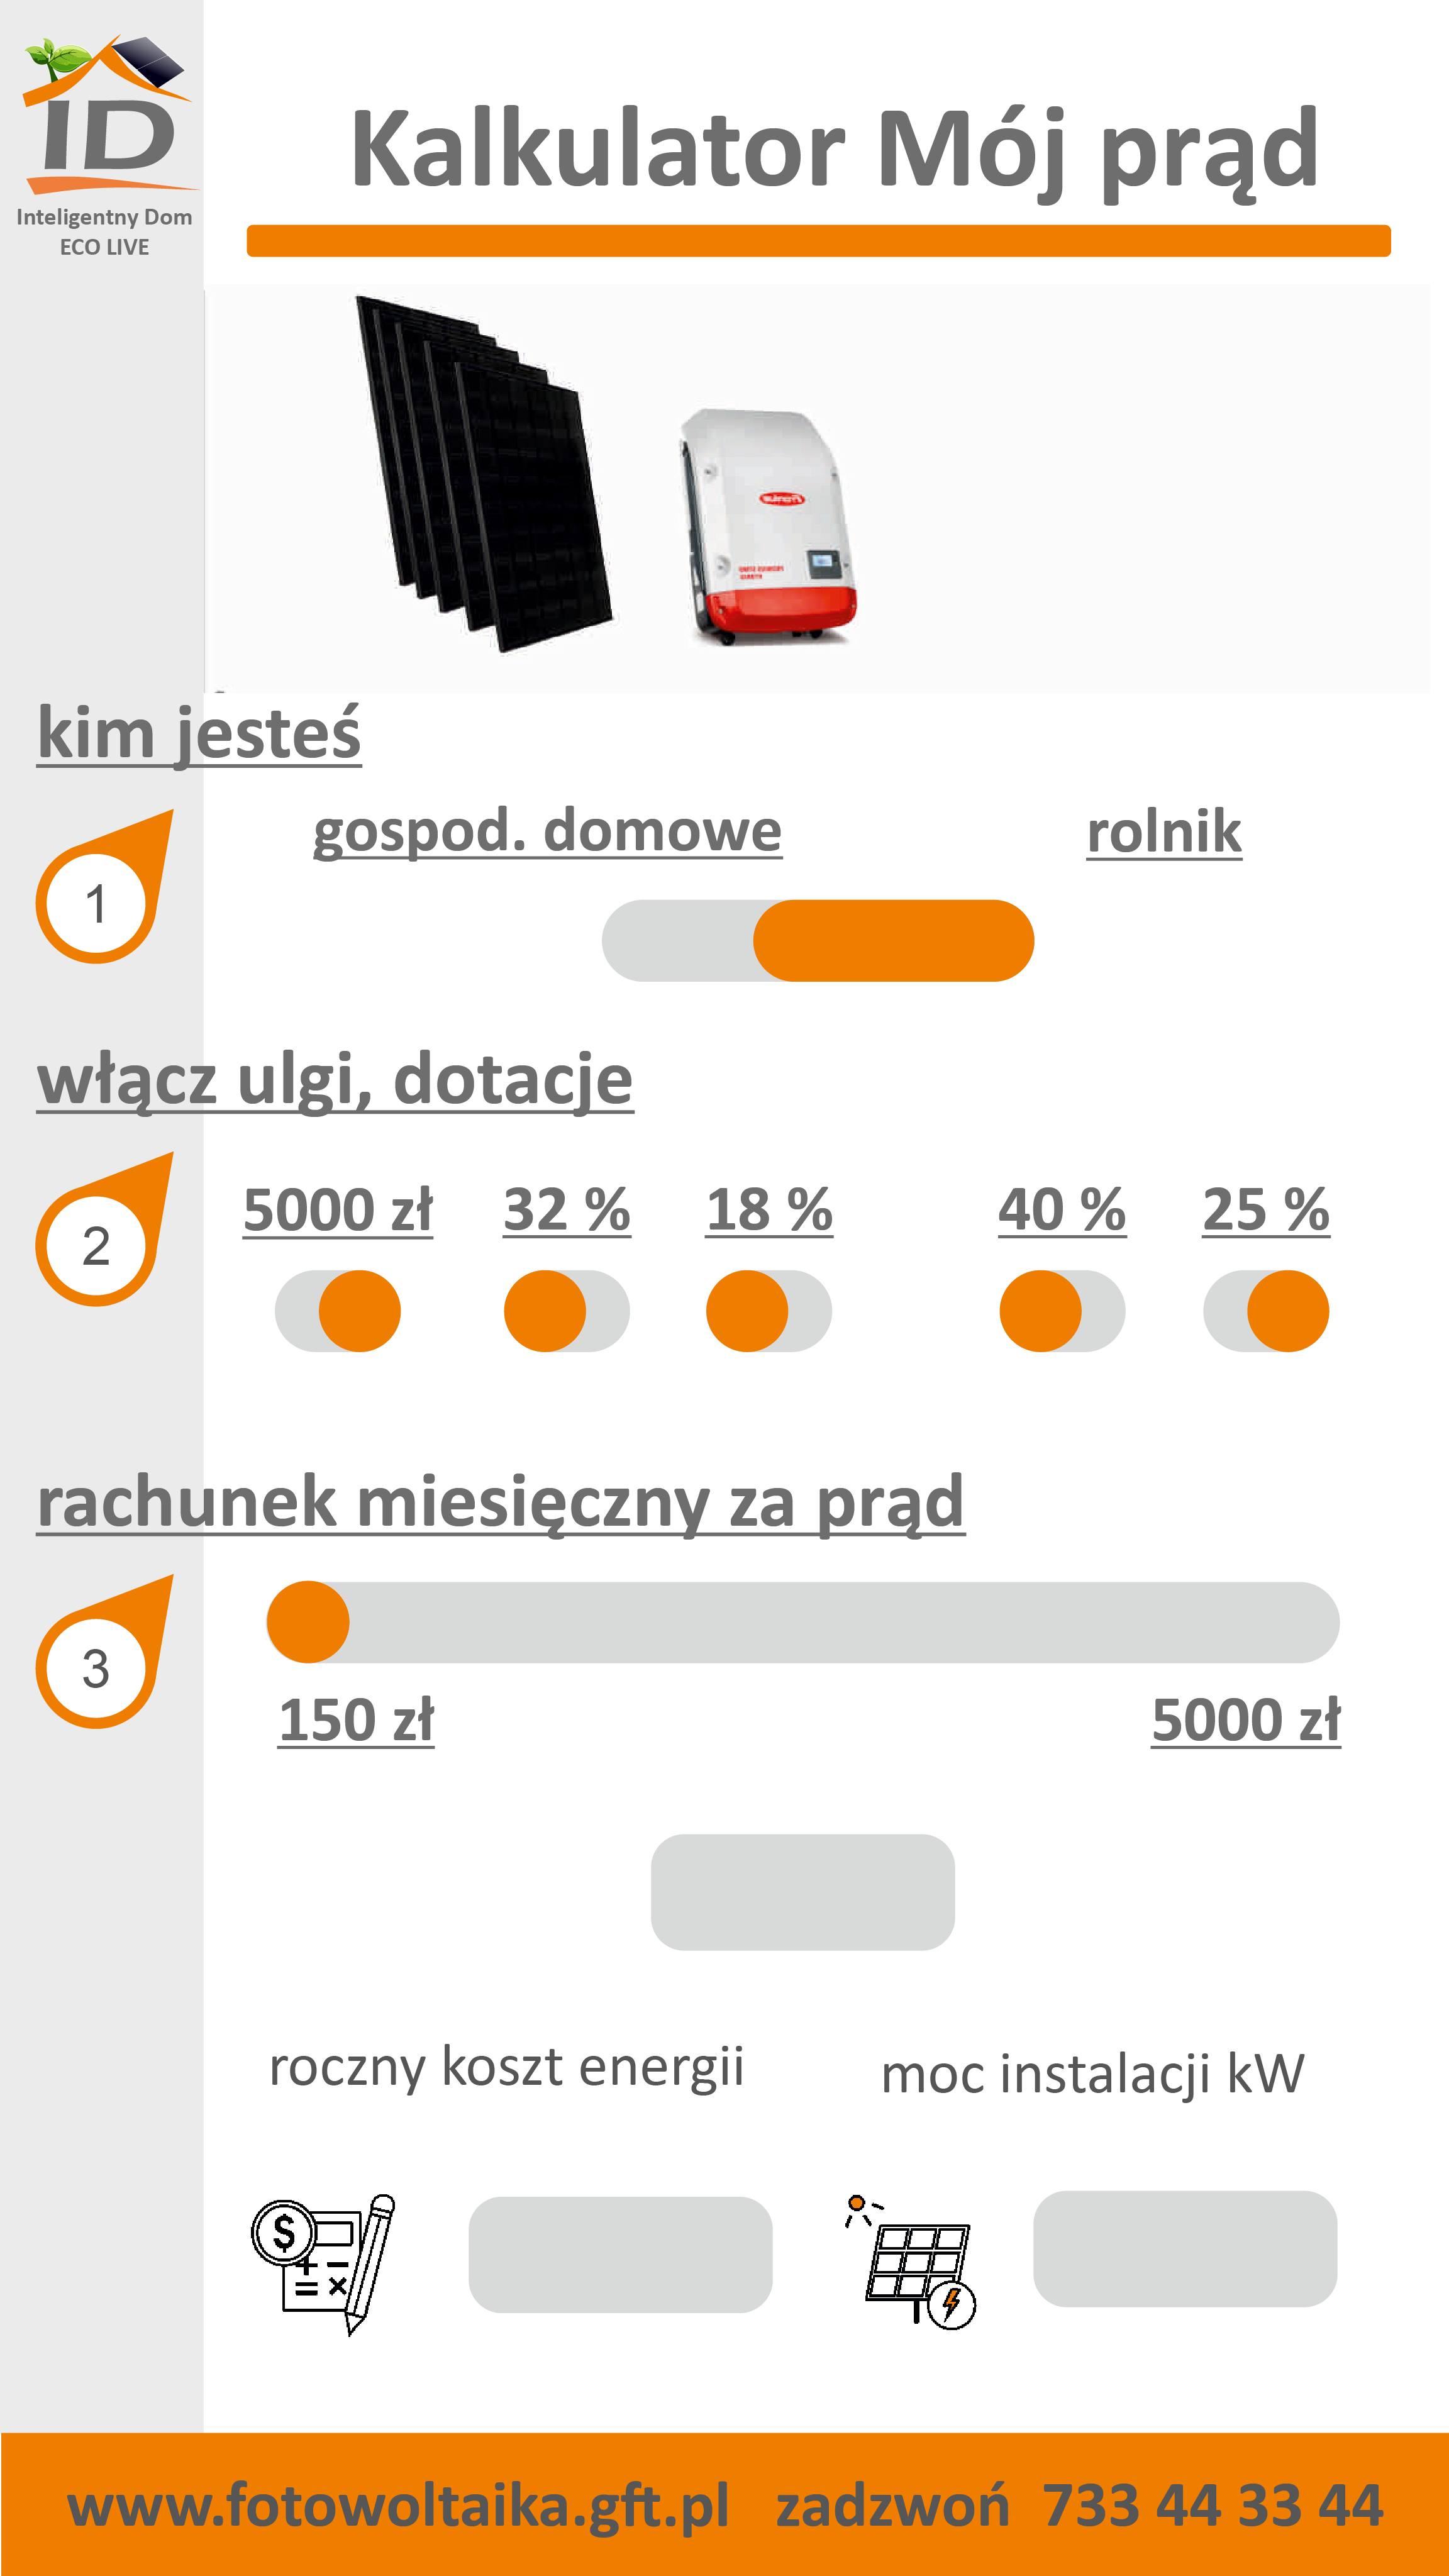 ID
Inteligentny Dom
ECO LIVE
Kalkulator Mój prąd
kim jesteś
1
gospod. domowe
rolnik
włącz ulgi, dotacje
2
5000 zł
32 %
18 %
40 %
25 %
rachunek miesięczny za prąd
3
150 zł
5000 zł
roczny koszt energii
moc instalacji kW
www.fotowoltaika.gft.pl zadzwoń 733 44 33 44